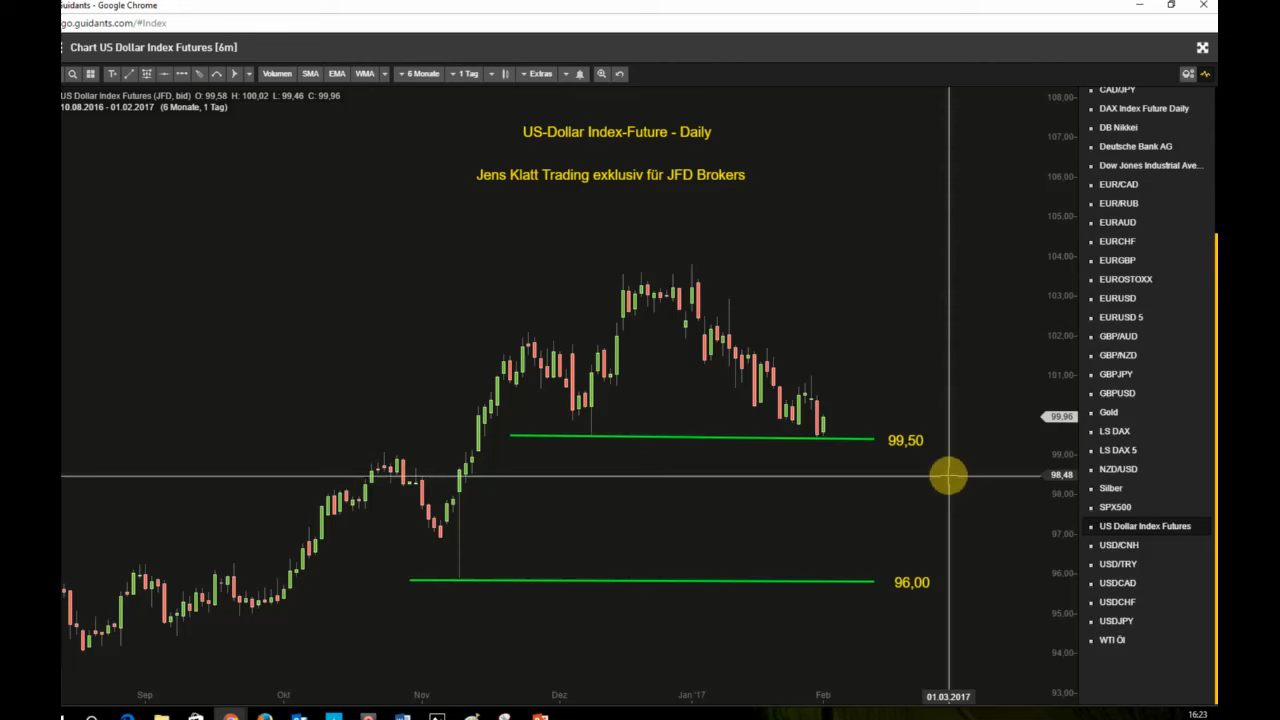 Guidants - Google Chrome
go.guidants.com/#Index
Chart US Dollar Index Futures [6m]
Volumen SMA EMA WMA 6 Monate 1 Tag Extras
US Dollar Index Futures (JFD, bid) O: 99,58 H: 100,02 L: 99,46 C: 99,96
10.08.2016 - 01.02.2017 (6 Monate, 1 Tag)
US-Dollar Index-Future - Daily
Jens Klatt Trading exklusiv für JFD Brokers
99,50
96,00
108,00
107,00
106,00
105,00
104,00
103,00
102,00
101,00
99,96
99,00
98,48
98,00
97,00
96,00
95,00
94,00
93,00
Sep Okt Nov Dez Jan '17 Feb 01.03.2017
CAD/JPY
DAX Index Future Daily
DB Nikkei
Deutsche Bank AG
Dow Jones Industrial Ave...
EUR/CAD
EUR/RUB
EURAUD
EURCHF
EURGBP
EUROSTOXX
EURUSD
EURUSD 5
GBP/AUD
GBP/NZD
GBPJPY
GBPUSD
Gold
LS DAX
LS DAX 5
NZD/USD
Silber
SPX500
US Dollar Index Futures
USD/CNH
USD/TRY
USDCAD
USDCHF
USDJPY
WTI Öl
16:23